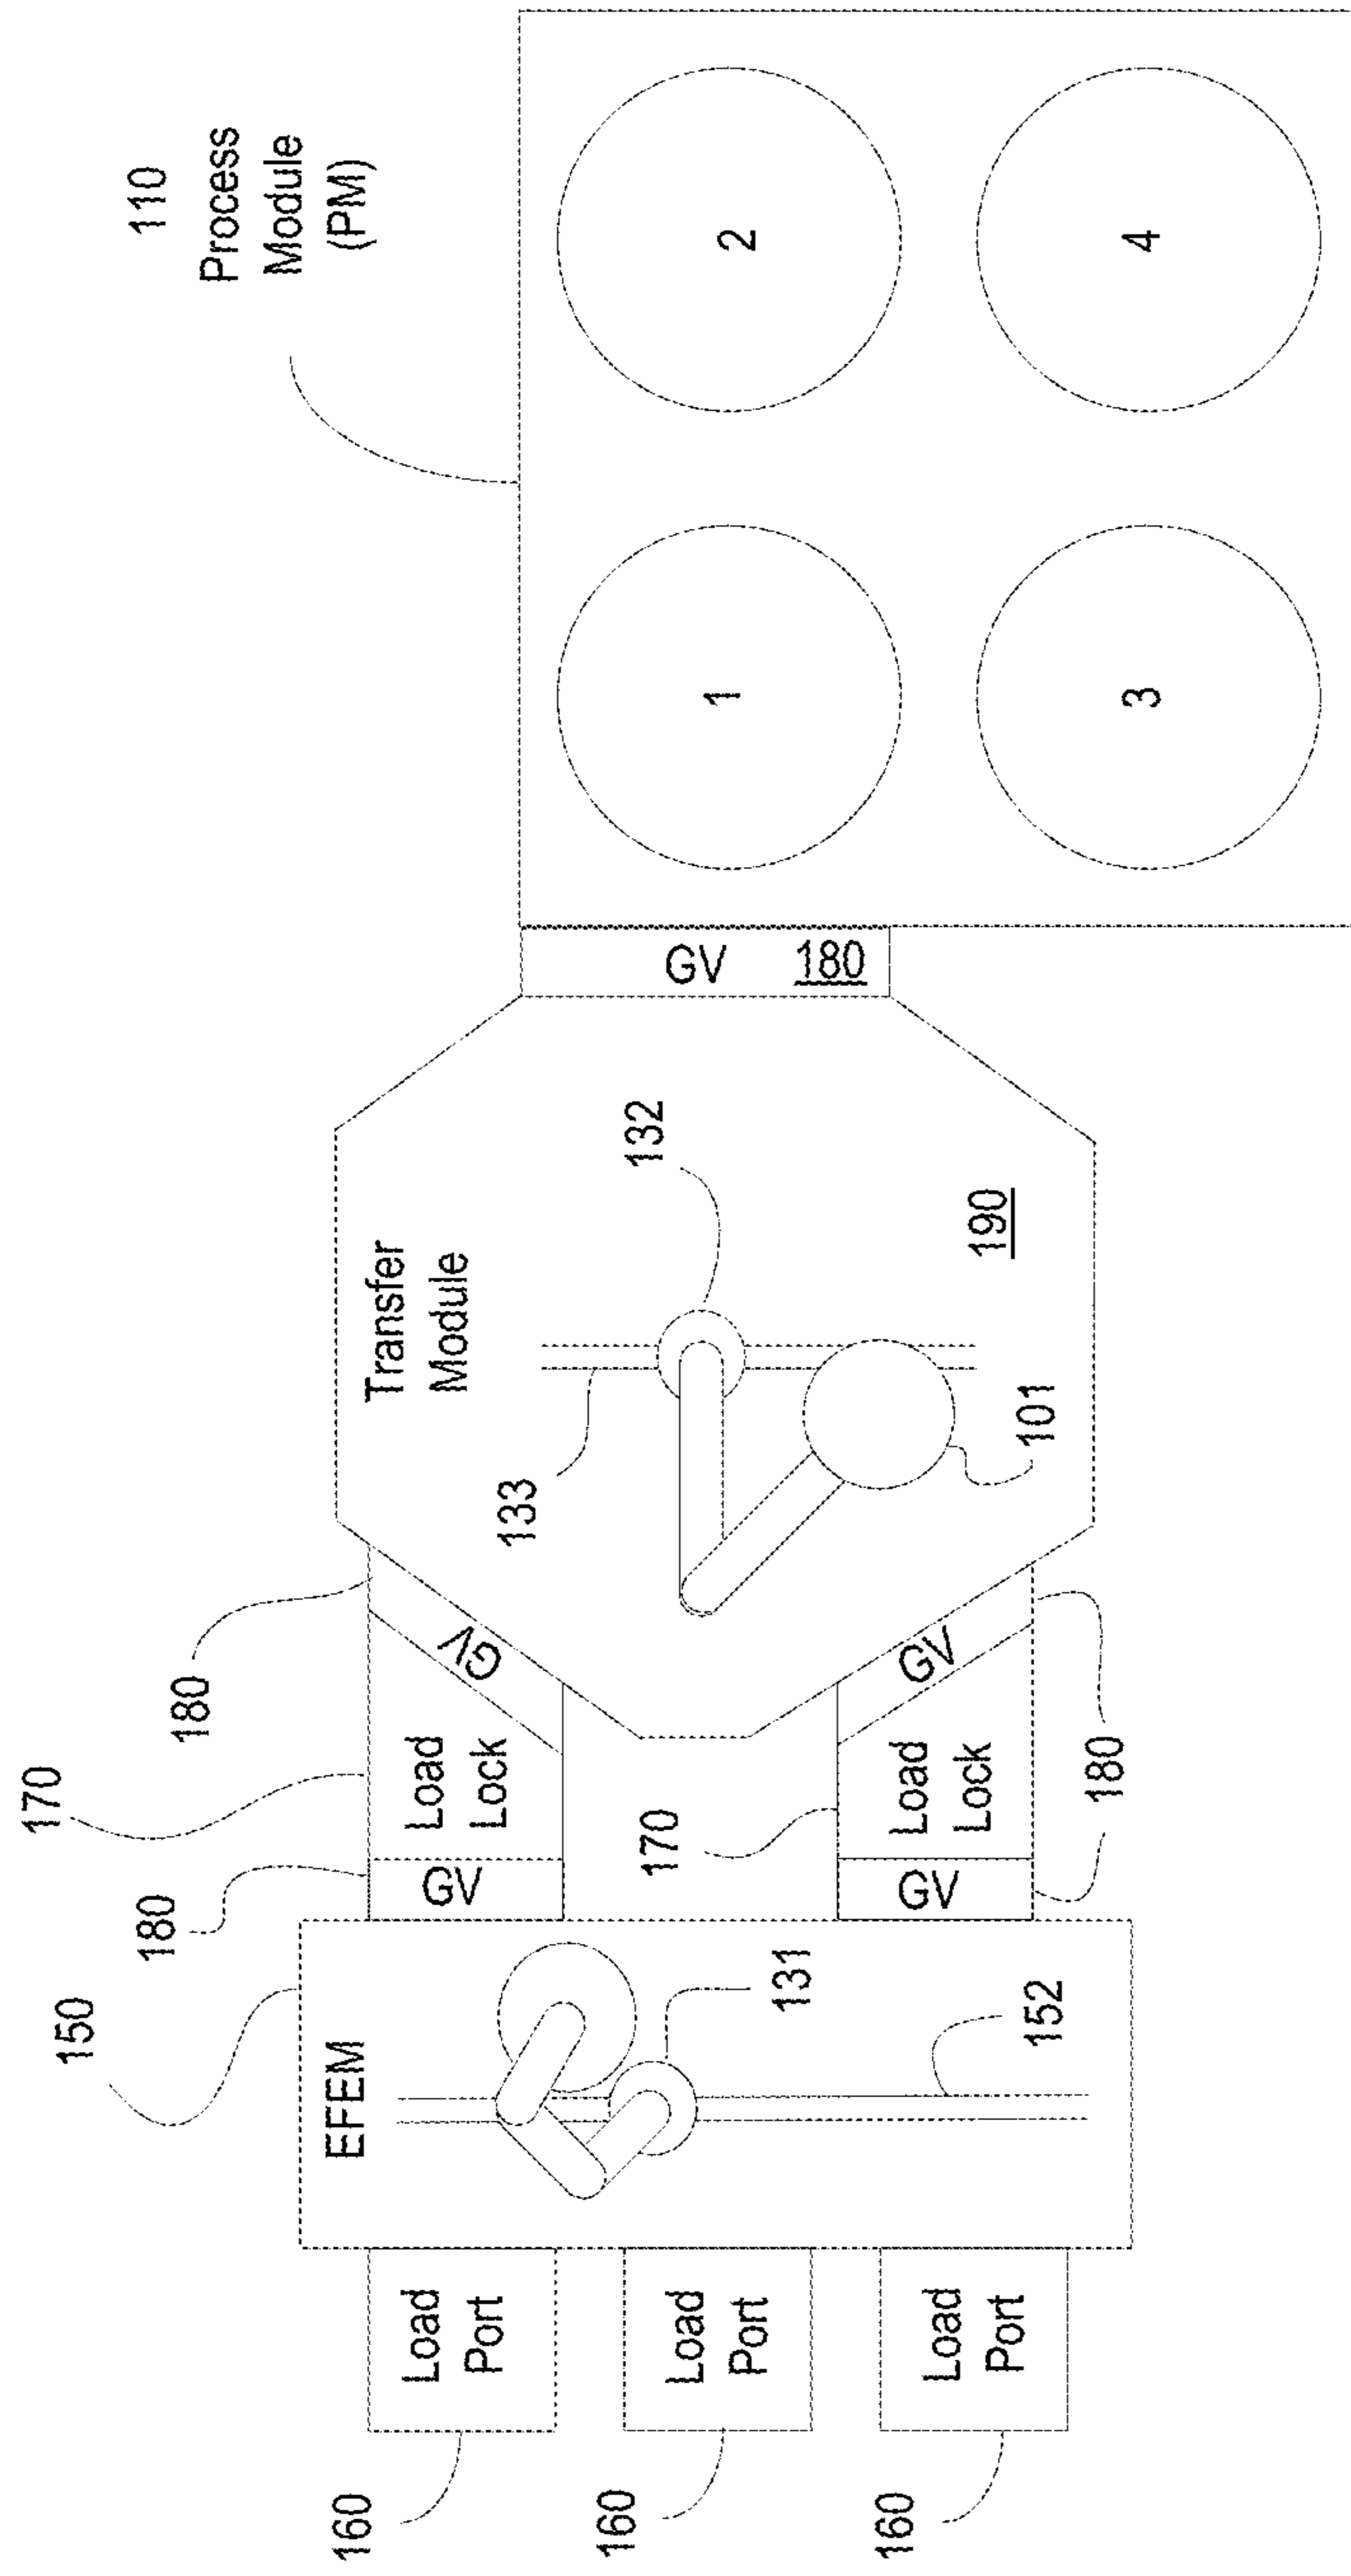 170
150
180
180
110
Process
Module
(PM)
160
Load
Port
EFEM
GV
Load
Lock
GV
Transfer
Module
133
132
160
Load
Port
131
170
GV
180
1
2
160
Load
Port
152
GV
Load
Lock
GV
180
101
190
3
4